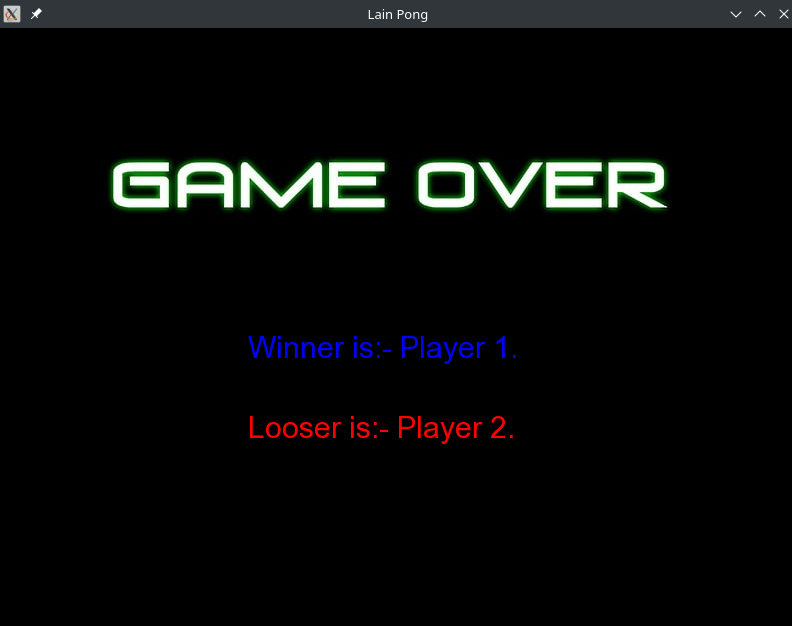 Lain Pong
GAME OVER
Winner is:- Player 1.
Looser is:- Player 2.